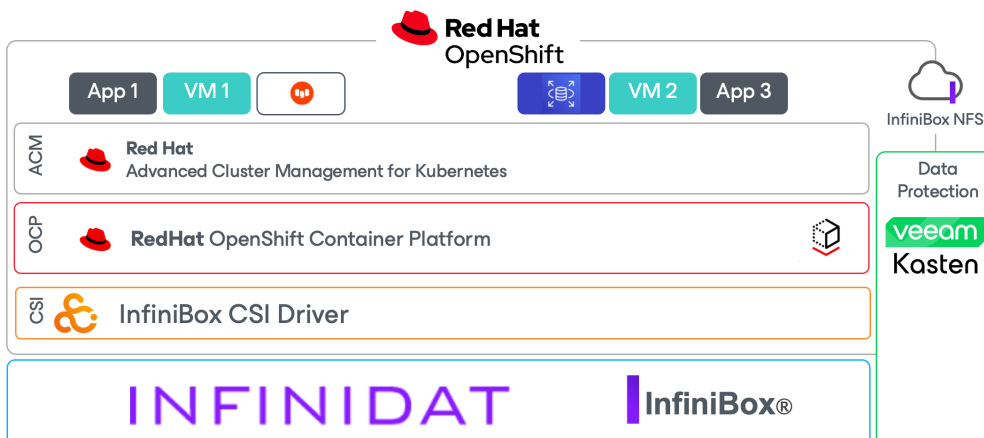 Red Hat
OpenShift
App 1
VM 1
VM 2
App 3
InfiniBox NFS
ACM
Red Hat
Advanced Cluster Management for Kubernetes
Data
Protection
OCP
RedHat OpenShift Container Platform
veeam
Kasten
CSI
InfiniBox CSI Driver
INFINIDAT
InfiniBox®